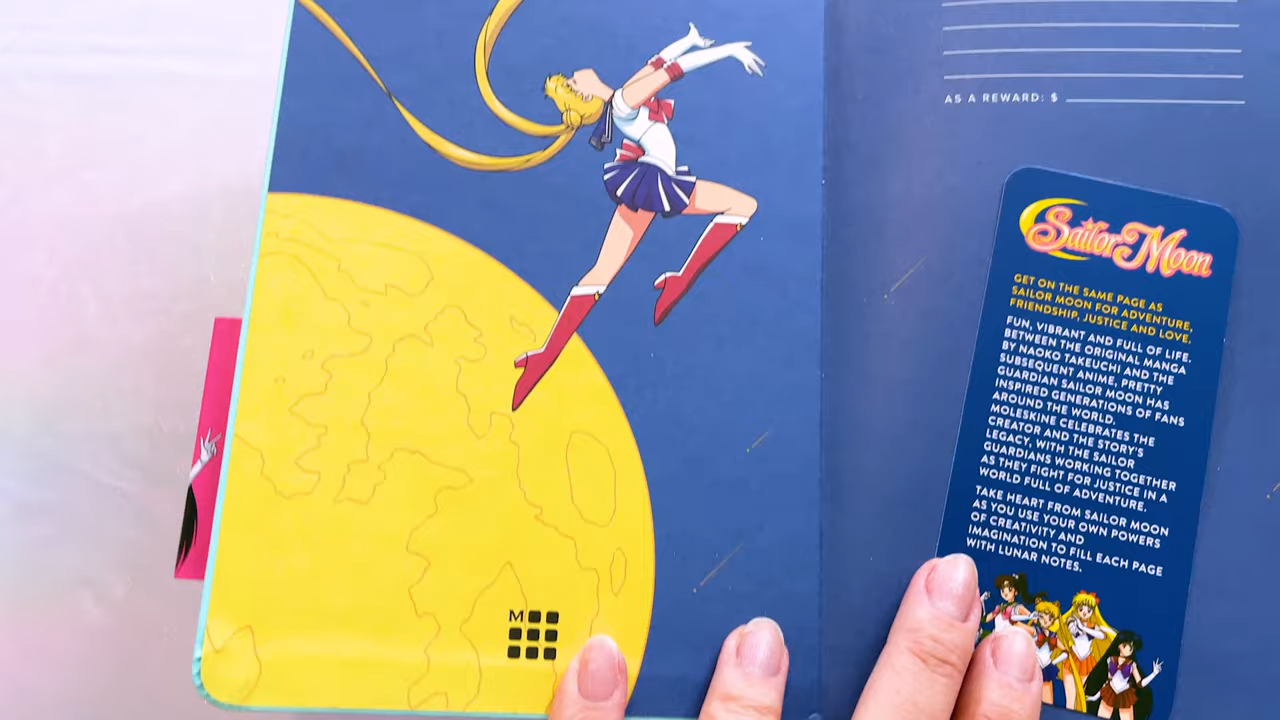 AS A REWARD: $
Sailor Moon
GET ON THE SAME PAGE AS
SAILOR MOON FOR ADVENTURE,
FRIENDSHIP, JUSTICE AND LOVE.
FUN, VIBRANT AND FULL OF LIFE.
BETWEEN THE ORIGINAL MANGA
BY NAOKO TAKEUCHI AND THE
SUBSEQUENT ANIME, PRETTY
GUARDIAN SAILOR MOON HAS
INSPIRED GENERATIONS OF FANS
AROUND THE WORLD.
MOLESKINE CELEBRATES THE
CREATOR AND THE STORY'S
LEGACY, WITH THE SAILOR
GUARDIANS WORKING TOGETHER
AS THEY FIGHT FOR JUSTICE IN A
WORLD FULL OF ADVENTURE.
TAKE HEART FROM SAILOR MOON
AS YOU USE YOUR OWN POWERS
OF CREATIVITY AND
IMAGINATION TO FILL EACH PAGE
WITH LUNAR NOTES.
M